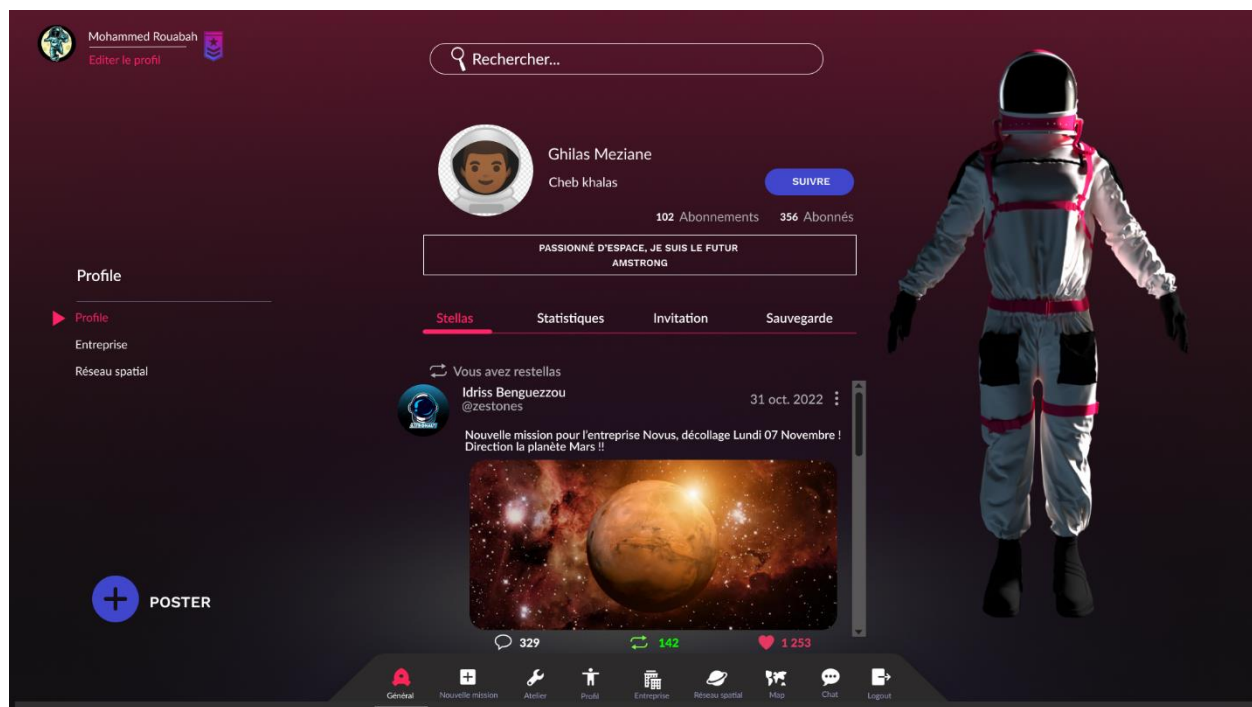 Mohammed Rouabah
Editer le profil
Rechercher...
Ghilas Meziane
Cheb khalas
SUIVRE
102 Abonnements 356 Abonnés
PASSIONNÉ D'ESPACE, JE SUIS LE FUTUR
AMSTRONG
Profile
Profile
Entreprise
Réseau spatial
Stellas Statistiques Invitation Sauvegarde
Vous avez restellas
Idriss Benguezzou
@zestones
31 oct. 2022
Nouvelle mission pour l'entreprise Novus, décollage Lundi 07 Novembre !
Direction la planète Mars !!
329 142 1 253
POSTER
Général Nouvelle mission Atelier Profil Entreprise Réseau spatial Map Chat Logout